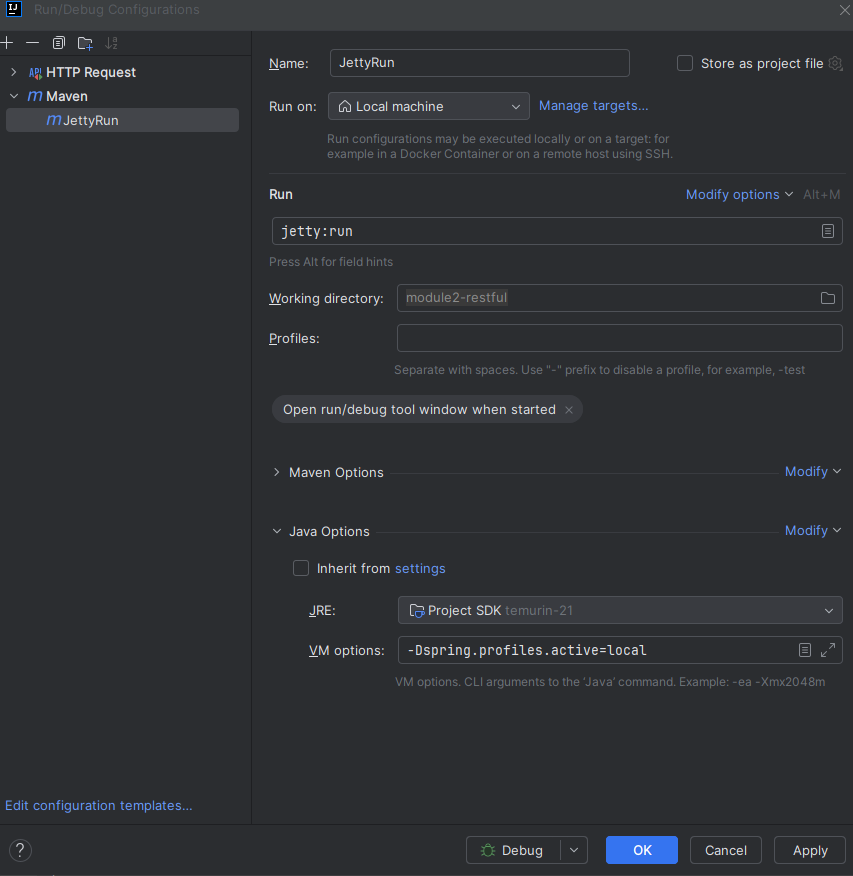 IJ
Run/Debug Configurations
API HTTP Request
m Maven
m JettyRun
Edit configuration templates...
?
Name:
JettyRun
Store as project file
Run on:
Local machine
Manage targets...
Run configurations may be executed locally or on a target: for
example in a Docker Container or on a remote host using SSH.
Run
Modify options
Alt+M
jetty:run
Press Alt for field hints
Working directory:
module2-restful
Profiles:
Separate with spaces. Use "-" prefix to disable a profile, for example, -test
Open run/debug tool window when started
Maven Options
Modify
Java Options
Modify
Inherit from settings
JRE:
Project SDK temurin-21
VM options:
-Dspring.profiles.active=local
VM options. CLI arguments to the ‘Java’ command. Example: -ea -Xmx2048m
Debug
OK
Cancel
Apply